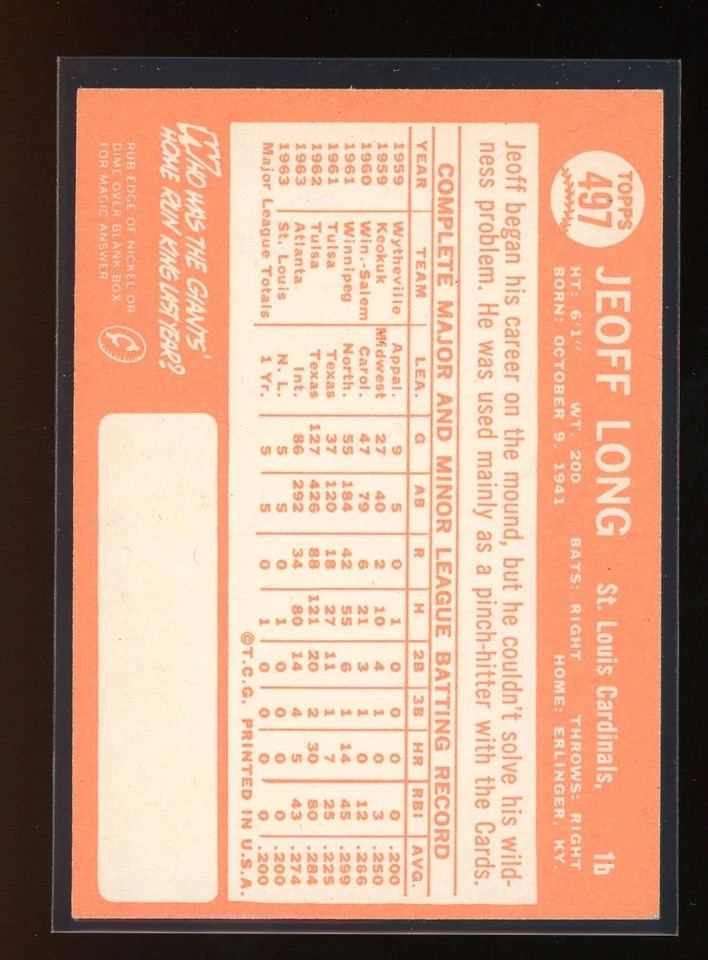 TOPPS
497
JEOFF LONG St. Louis Cardinals, 1b
HT: 6'1" WT. 200 BATS: RIGHT THROWS: RIGHT
BORN: OCTOBER 9, 1941 HOME: ERLINGER, KY.
Jeoff began his career on the mound, but he couldn't solve his wild-
ness problem. He was used mainly as a pinch-hitter with the Cards.
COMPLETE MAJOR AND MINOR LEAGUE BATTING RECORD
YEAR TEAM LEA. G AB R H 2B 3B HR RBI AVG.
1959 Wytheville Appal. 9 5 0 1 0 0 0 0 .200
1959 Keokuk Midwest 27 40 2 10 4 1 0 3 .250
1960 Win.-Salem Carol. 47 79 6 21 3 0 1 12 .266
1961 Winnipeg North. 55 184 42 55 6 1 14 45 .299
1961 Tulsa Texas 37 120 18 27 11 1 7 25 .225
1962 Tulsa Texas 127 426 88 121 20 2 30 80 .284
1963 Atlanta Int. 86 292 34 80 14 4 5 43 .274
1963 St. Louis N. L. 5 5 0 1 0 0 0 0 .200
Major League Totals 1 Yr. 5 5 0 1 0 0 0 0 .200
©T.C.G. PRINTED IN U.S.A.
WHO WAS THE GIANTS'
HOME RUN KING LAST YEAR?
RUB EDGE OF NICKEL OR
DIME OVER BLANK BOX
FOR MAGIC ANSWER